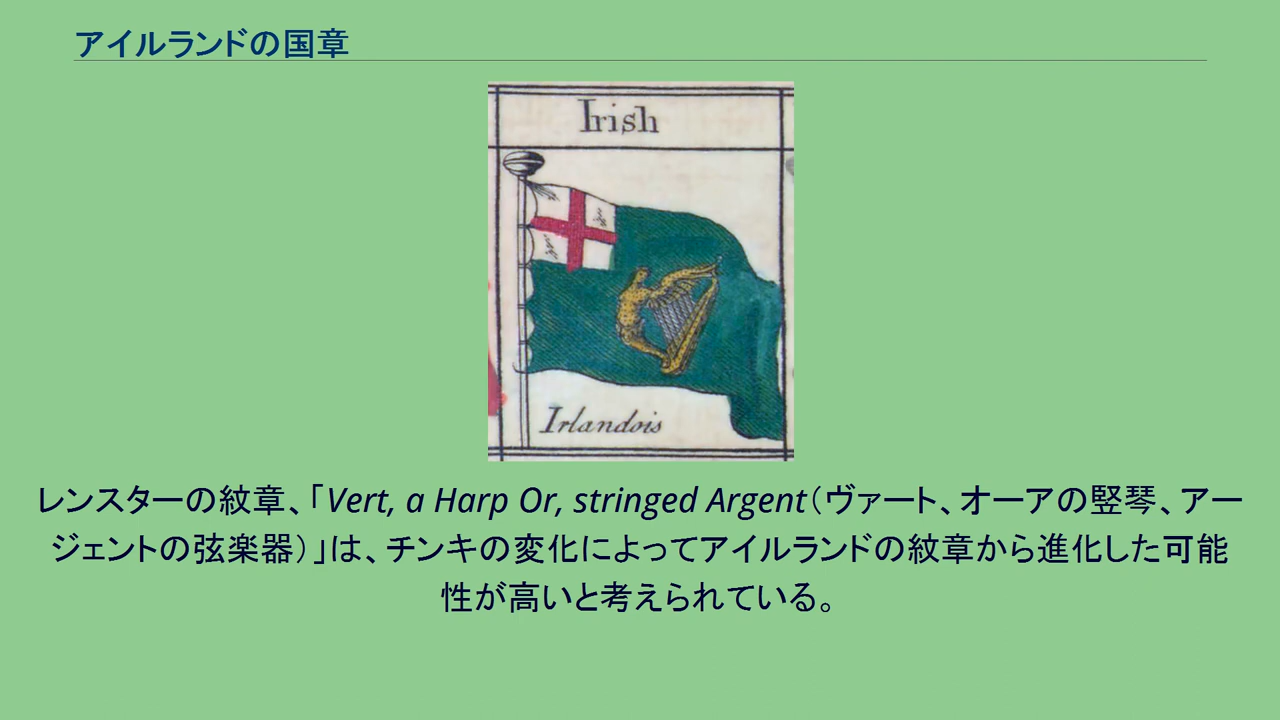 アイルランドの国章
Irish
Irlandois
レンスターの紋章、「Vert, a Harp Or, stringed Argent（ヴァート、オーアの竪琴、アー
ジェントの弦楽器）」は、チンキの変化によってアイルランドの紋章から進化した可能
性が高いと考えられている。